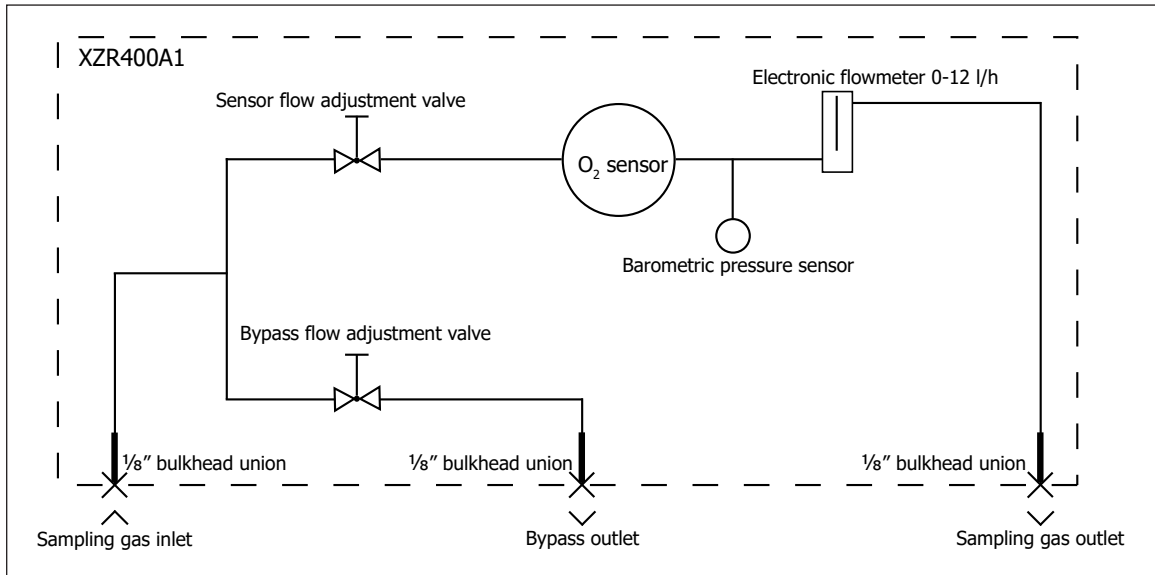 XZR400A1
Electronic flowmeter 0-12 l/h
Sensor flow adjustment valve
O₂ sensor
Barometric pressure sensor
Bypass flow adjustment valve
⅛” bulkhead union
⅛” bulkhead union
⅛” bulkhead union
Sampling gas inlet
Bypass outlet
Sampling gas outlet